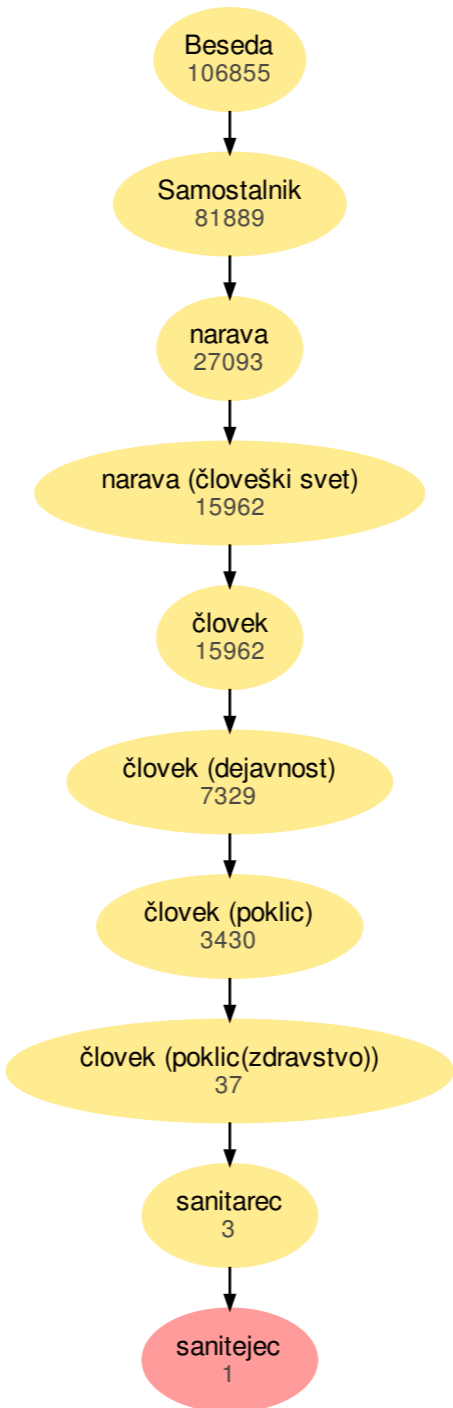 Beseda
106855
Samostalnik
81889
narava
27093
narava (človeški svet)
15962
človek
15962
človek (dejavnost)
7329
človek (poklic)
3430
človek (poklic(zdravstvo))
37
sanitarec
3
sanitejec
1